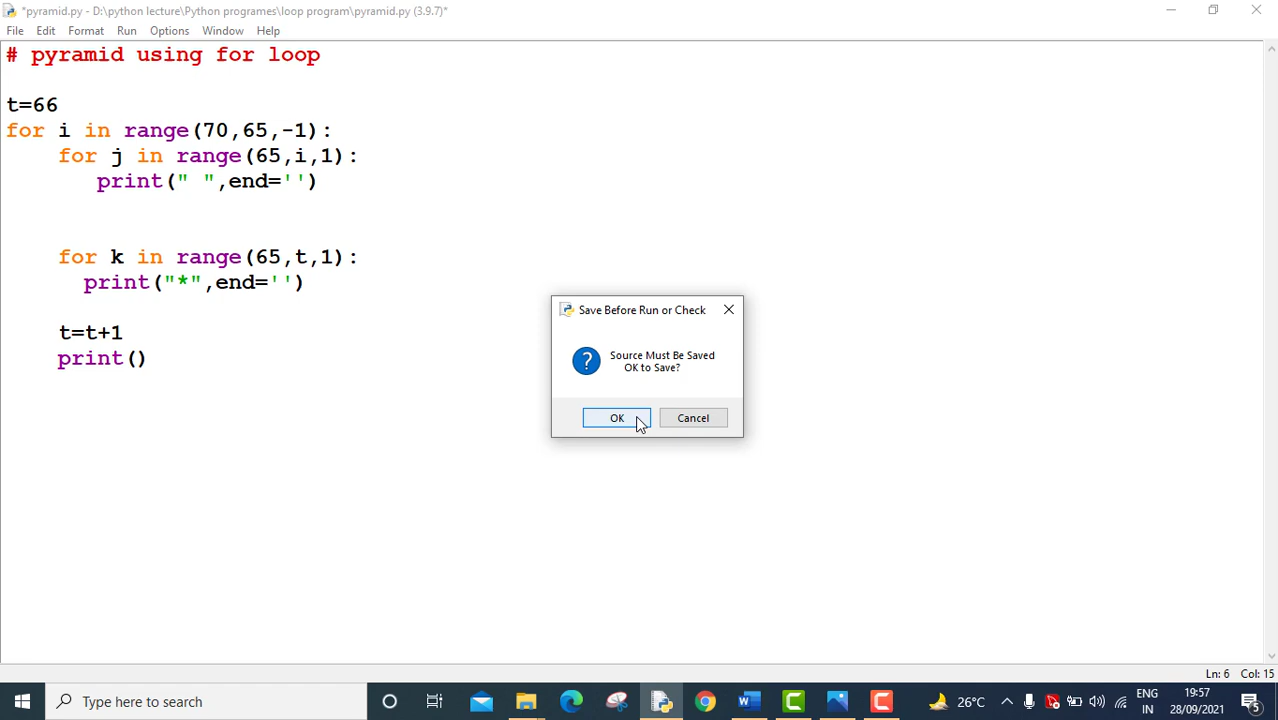 *pyramid.py - D:\python lecture\Python programes\loop program\pyramid.py (3.9.7)*
File Edit Format Run Options Window Help
# pyramid using for loop
t=66
for i in range(70,65,-1):
    for j in range(65,i,1):
       print(" ",end='')
    for k in range(65,t,1):
      print("*",end='')
    t=t+1
    print()
Save Before Run or Check
Source Must Be Saved
OK to Save?
OK Cancel
Ln: 6 Col: 15
Type here to search
26°C
ENG
IN
19:57
28/09/2021
5